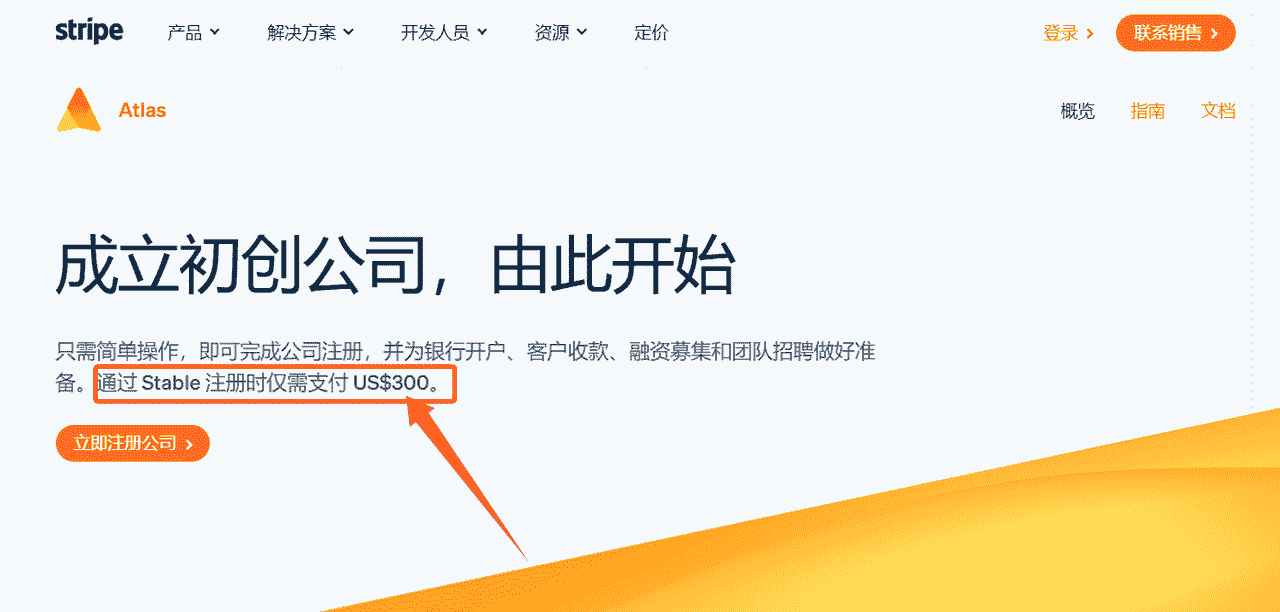 stripe 产品 解决方案 开发人员 资源 定价 登录 联系销售
Atlas 概览 指南 文档
成立初创公司，由此开始
只需简单操作，即可完成公司注册，并为银行开户、客户收款、融资募集和团队招聘做好准
备。通过 Stable 注册时仅需支付 US$300。
立即注册公司